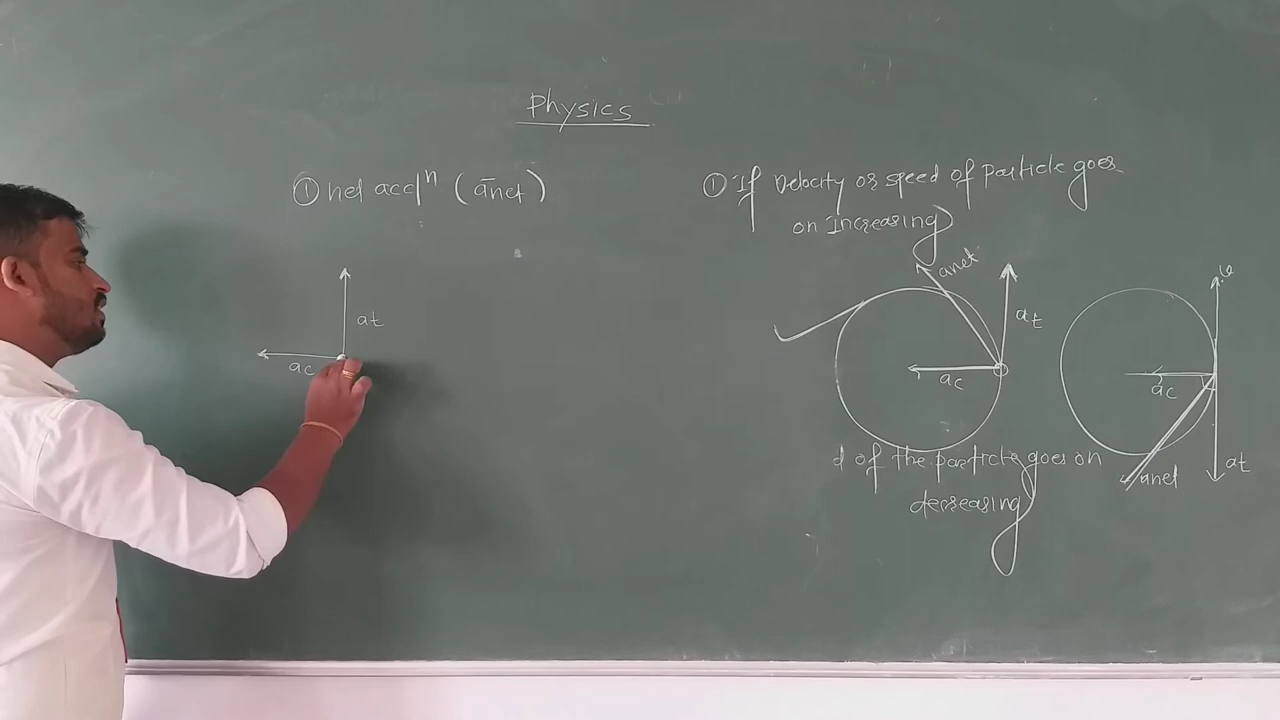 Physics
① net accⁿ (a̅net)
at
ac
① If velocity or speed of particle goes
on increasing
anet
at
ac
v
ac
anet
at
d of the particle goes on
decreasing